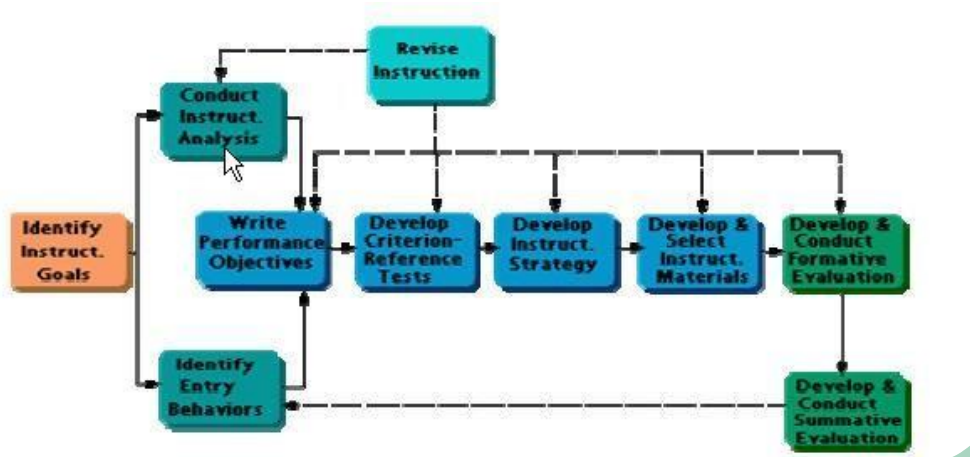 Revise
Instruction
Conduct
Instruct.
Analysis
Identify
Instruct.
Goals
Write
Performance
Objectives
Develop
Criterion-
Reference
Tests
Develop
Instruct.
Strategy
Develop &
Select
Instruct.
Materials
Develop &
Conduct
Formative
Evaluation
Identify
Entry
Behaviors
Develop &
Conduct
Summative
Evaluation